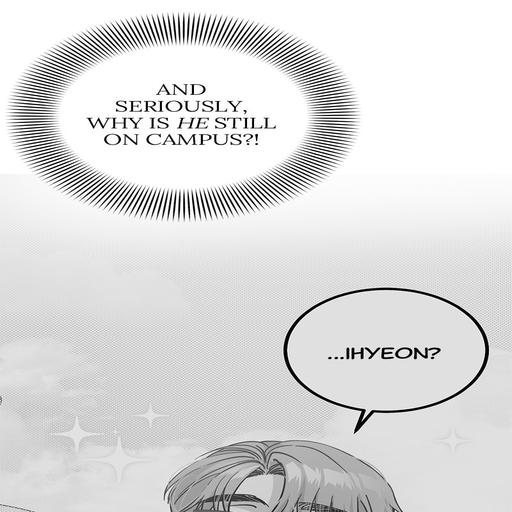 AND
SERIOUSLY,
WHY IS HE STILL
ON CAMPUS?!
...IHYEON?